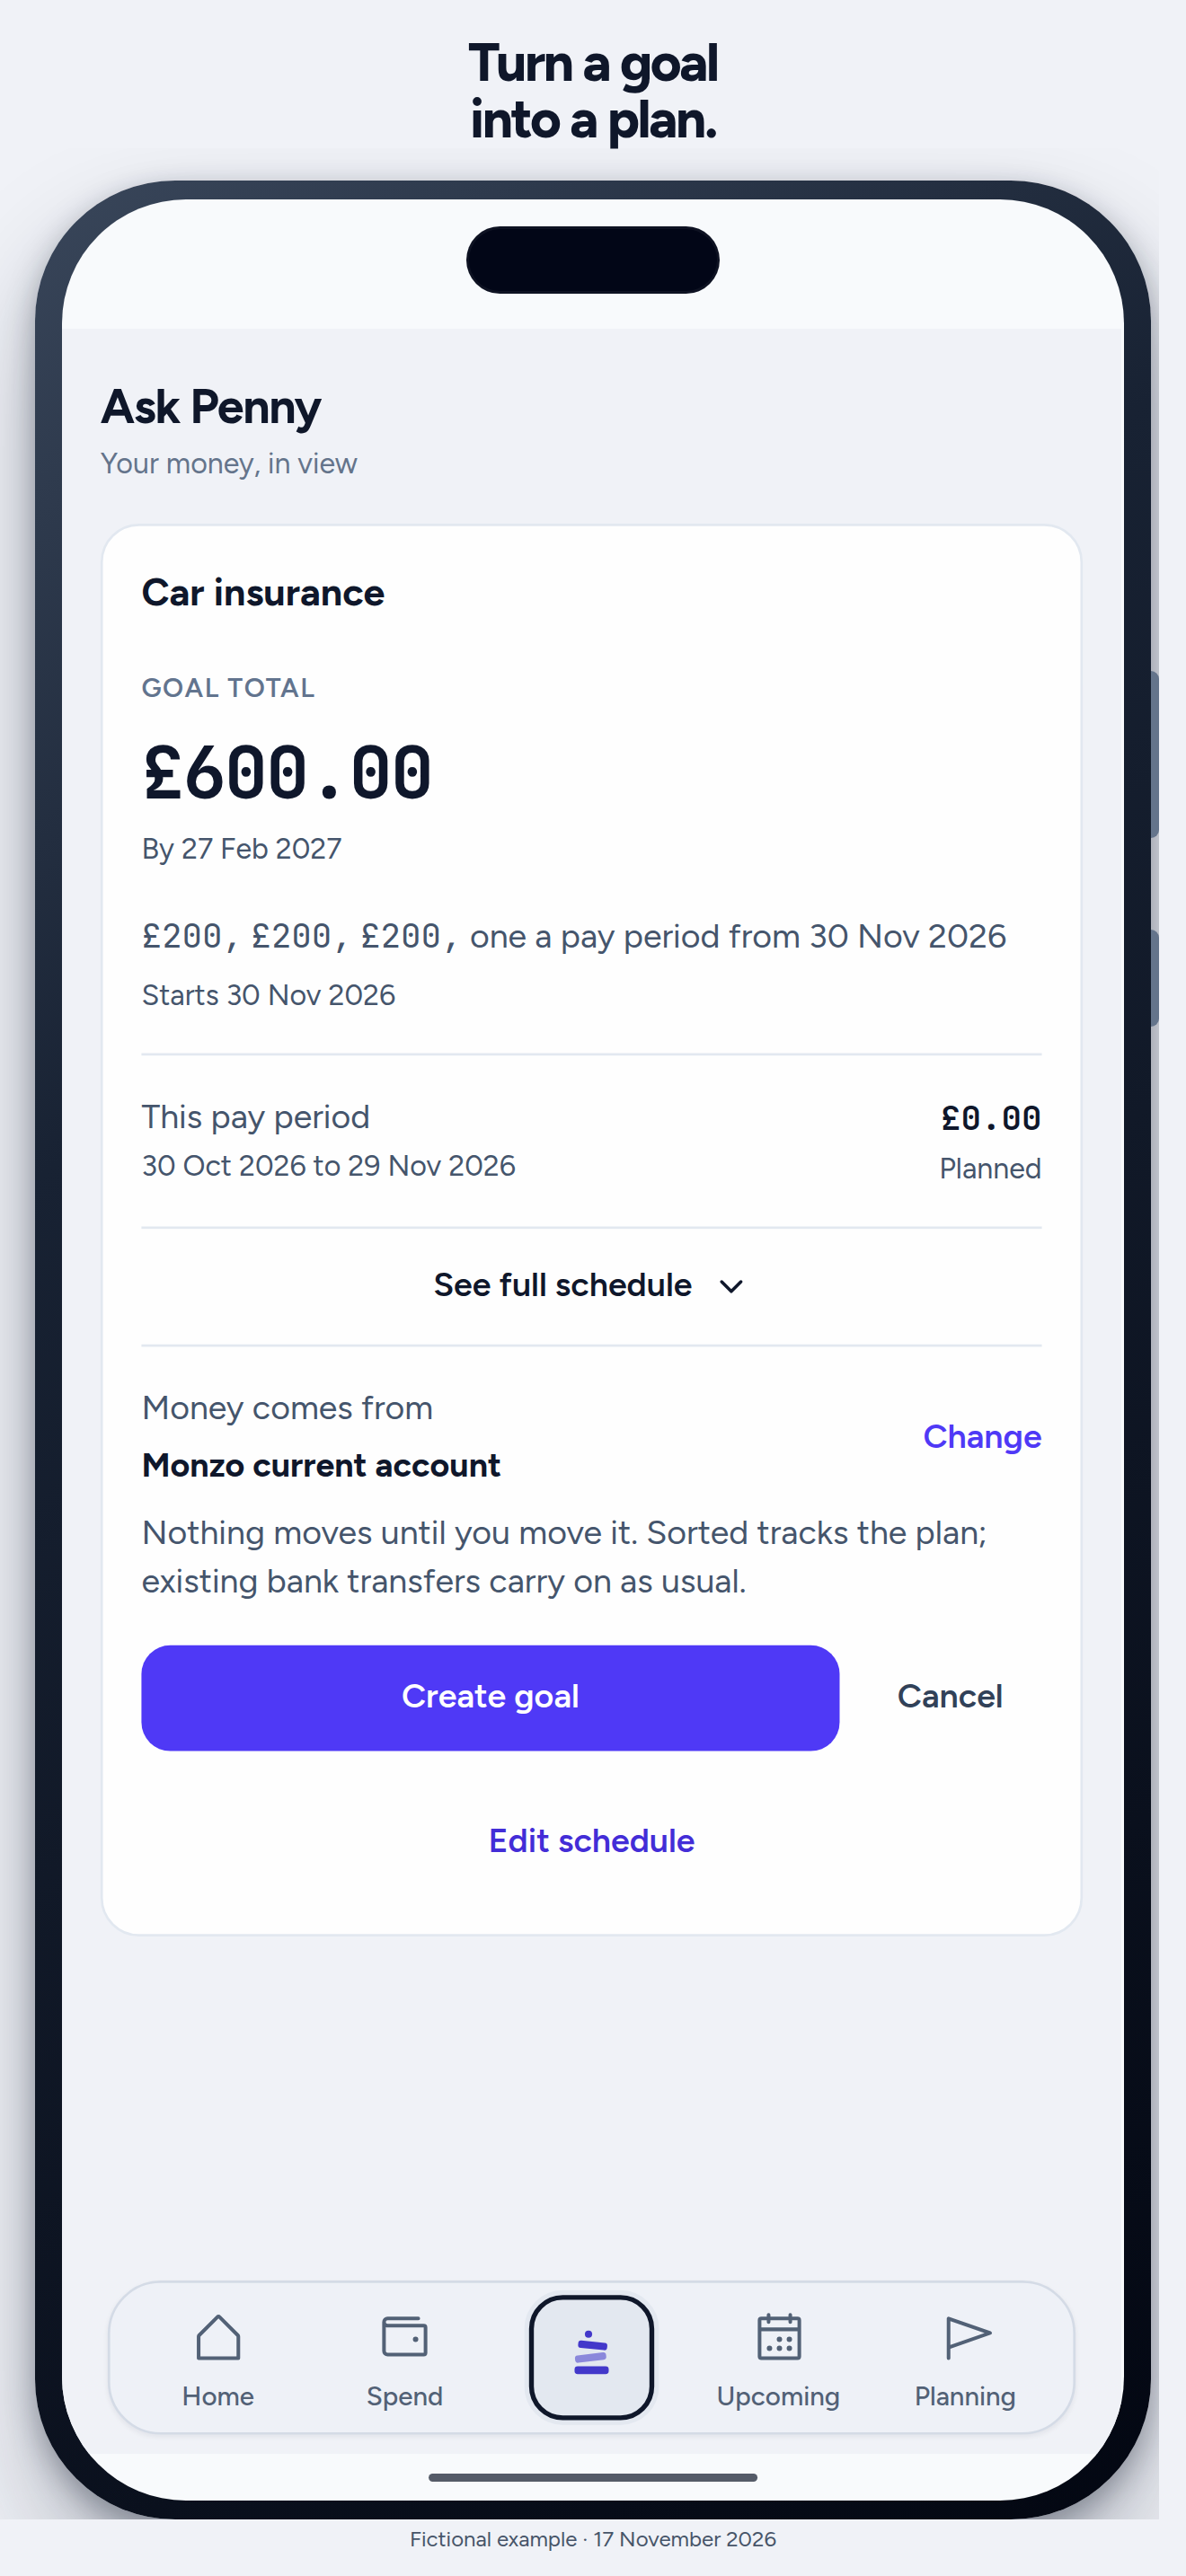 Turn a goal
into a plan.
Ask Penny
Your money, in view
Car insurance
GOAL TOTAL
£600.00
By 27 Feb 2027
£200, £200, £200, one a pay period from 30 Nov 2026
Starts 30 Nov 2026
This pay period
£0.00
30 Oct 2026 to 29 Nov 2026
Planned
See full schedule
Money comes from
Change
Monzo current account
Nothing moves until you move it. Sorted tracks the plan;
existing bank transfers carry on as usual.
Create goal
Cancel
Edit schedule
Home
Spend
Upcoming
Planning
Fictional example · 17 November 2026